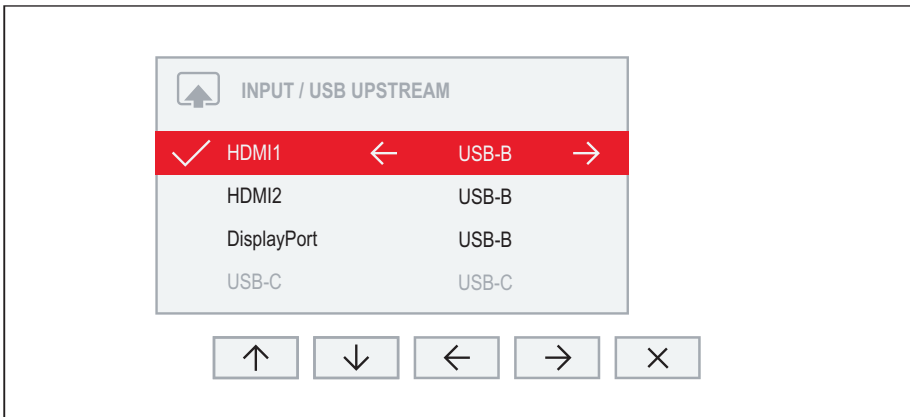 INPUT / USB UPSTREAM
HDMI1 USB-B
HDMI2 USB-B
DisplayPort USB-B
USB-C USB-C